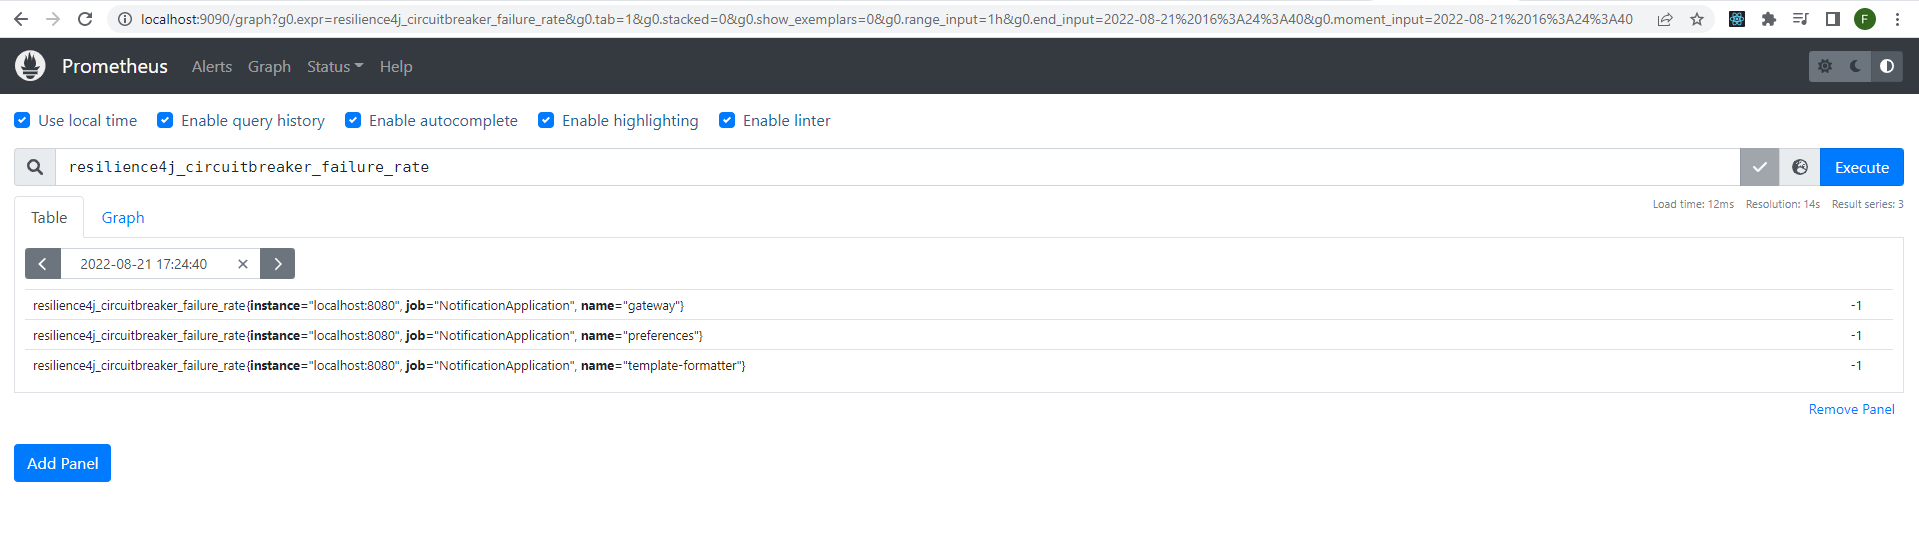 localhost:9090/graph?g0.expr=resilience4j_circuitbreaker_failure_rate&g0.tab=1&g0.stacked=0&g0.show_exemplars=0&g0.range_input=1h&g0.end_input=2022-08-21%2016%3A24%3A40&g0.moment_input=2022-08-21%2016%3A24%3A40
F
Prometheus Alerts Graph Status Help
Use local time Enable query history Enable autocomplete Enable highlighting Enable linter
resilience4j_circuitbreaker_failure_rate Execute
Table Graph Load time: 12ms Resolution: 14s Result series: 3
2022-08-21 17:24:40
resilience4j_circuitbreaker_failure_rate{instance="localhost:8080", job="NotificationApplication", name="gateway"} -1
resilience4j_circuitbreaker_failure_rate{instance="localhost:8080", job="NotificationApplication", name="preferences"} -1
resilience4j_circuitbreaker_failure_rate{instance="localhost:8080", job="NotificationApplication", name="template-formatter"} -1
Remove Panel
Add Panel